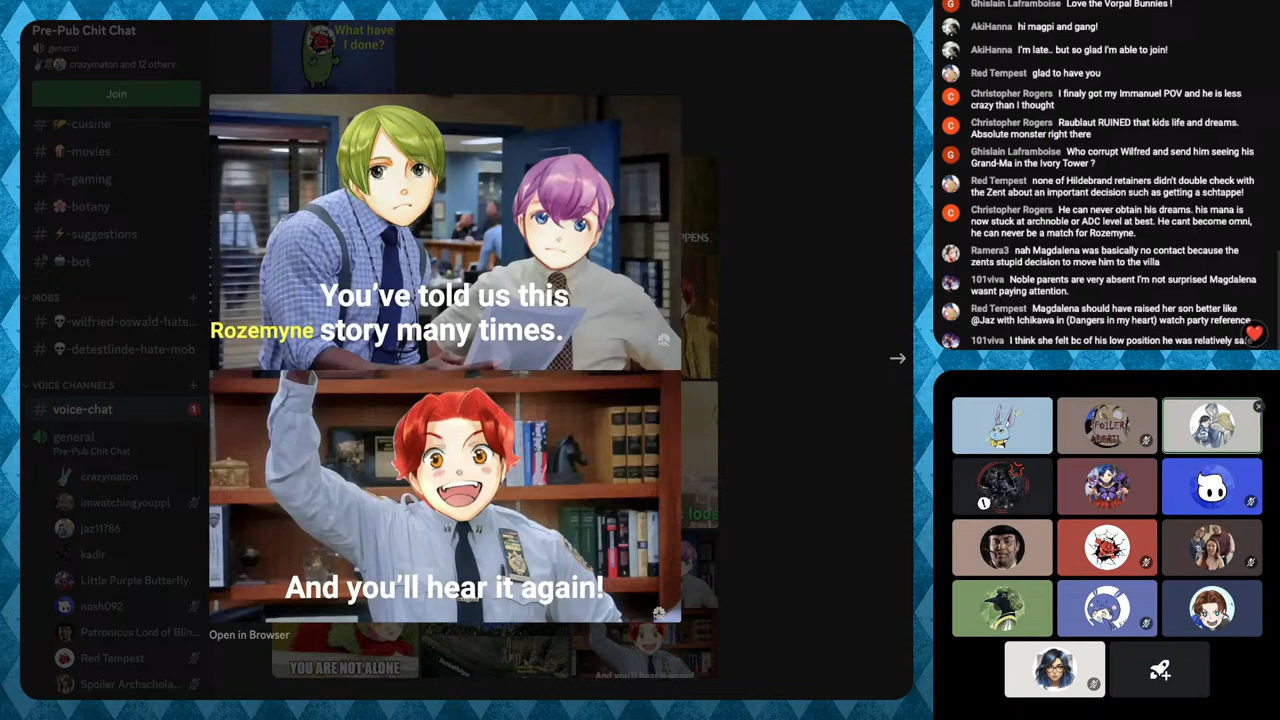 Pre-Pub Chit Chat
general
crazymaton and 12 others
Join
-cuisine
-movies
-gaming
-botany
-suggestions
-bot
MOBS
-wilfried-oswald-hate...
-detestlinde-hate-mob
VOICE CHANNELS
voice-chat
1
general
Pre-Pub Chit Chat
crazymaton
imwatchingyouppl
jaz11786
kadir
Little Purple Butterfly
nosh092
Patronicus Lord of Blin...
Red Tempest
Spoiler Archschola...
What have
I done?
You've told us this
Rozemyne story many times.
And you'll hear it again!
Open in Browser
YOU ARE NOT ALONE
And you'll hear it again!
Ghislain Laframboise Love the Vorpal Bunnies !
AkiHanna hi magpi and gang!
AkiHanna I'm late.. but so glad I'm able to join!
Red Tempest glad to have you
Christopher Rogers I finaly got my Immanuel POV and he is less
crazy than I thought
Christopher Rogers Raublaut RUINED that kids life and dreams.
Absolute monster right there
Ghislain Laframboise Who corrupt Wilfred and send him seeing his
Grand-Ma in the Ivory Tower ?
Red Tempest none of Hildebrand retainers didn't double check with
the Zent about an important decision such as getting a schtappe!
Christopher Rogers He can never obtain his dreams. his mana is
now stuck at archnoble or ADC level at best. He cant become omni,
he can never be a match for Rozemyne.
Ramera3 nah Magdalena was basically no contact because the
zents stupid decision to move him to the villa
101viva Noble parents are very absent I'm not surprised Magdalena
wasnt paying attention.
Red Tempest Magdalena should have raised her son better like
@Jaz with Ichikawa in (Dangers in my heart) watch party reference
101viva I think she felt bc of his low position he was relatively
SPOILER
ALERT!